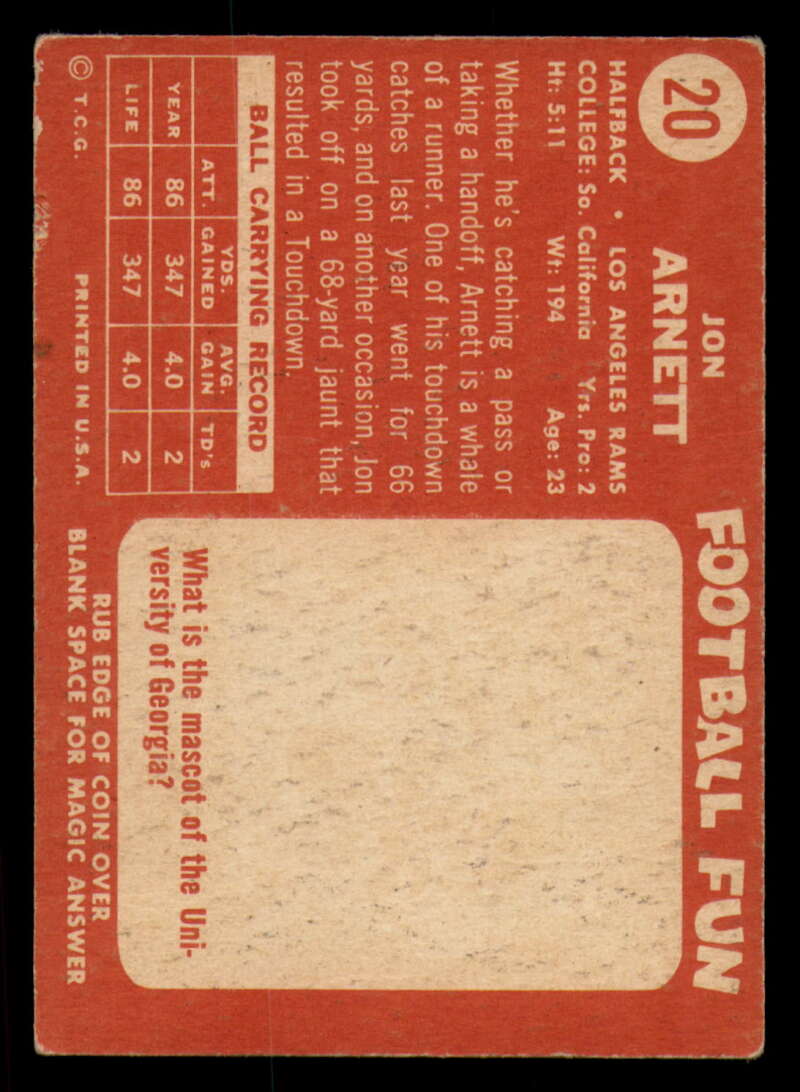 20
JON
ARNETT
HALFBACK • LOS ANGELES RAMS
COLLEGE: So. California Yrs. Pro: 2
Ht: 5:11 Wt: 194 Age: 23
Whether he's catching a pass or
taking a handoff, Arnett is a whale
of a runner. One of his touchdown
catches last year went for 66
yards, and on another occasion, Jon
took off on a 68-yard jaunt that
resulted in a Touchdown.
BALL CARRYING RECORD
ATT. YDS. GAINED AVG. GAIN TD's
YEAR 86 347 4.0 2
LIFE 86 347 4.0 2
© T.C.G. PRINTED IN U.S.A.
FOOTBALL FUN
What is the mascot of the Uni-
versity of Georgia?
RUB EDGE OF COIN OVER
BLANK SPACE FOR MAGIC ANSWER